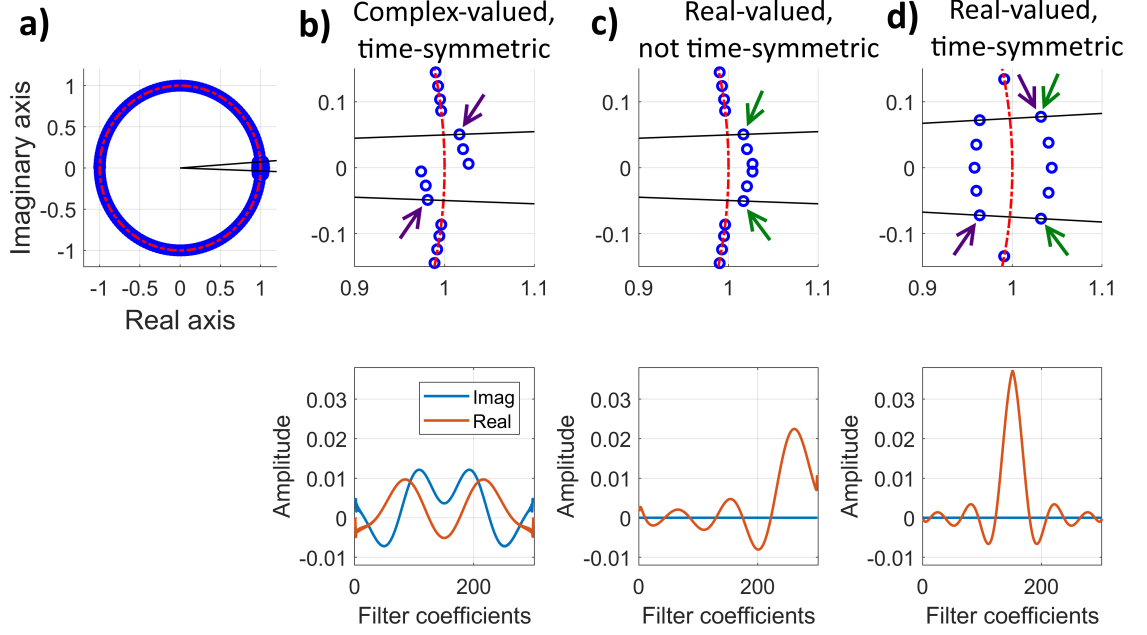 a)
Imaginary axis
1
0.5
0
-0.5
-1
-1 -0.5 0 0.5 1
Real axis
b)
Complex-valued,
time-symmetric
0.1
0
-0.1
0.9 1 1.1
c)
Real-valued,
not time-symmetric
0.1
0
-0.1
0.9 1 1.1
d)
Real-valued,
time-symmetric
0.1
0
-0.1
0.9 1 1.1
Amplitude
0.03
0.02
0.01
0
-0.01
Imag
Real
0 200
Filter coefficients
Amplitude
0.03
0.02
0.01
0
-0.01
0 200
Filter coefficients
Amplitude
0.03
0.02
0.01
0
-0.01
0 200
Filter coefficients